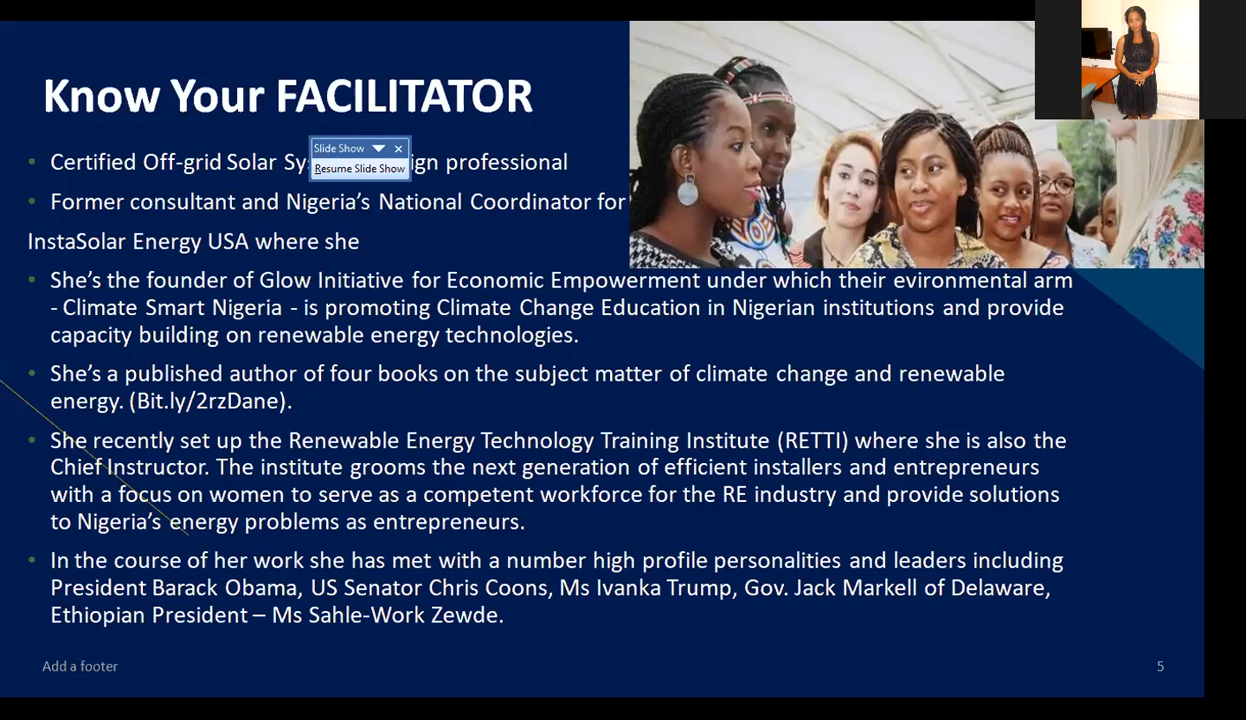 Know Your FACILITATOR
Slide Show
Resume Slide Show
• Certified Off-grid Solar Sy ign professional
• Former consultant and Nigeria’s National Coordinator for
InstaSolar Energy USA where she
• She’s the founder of Glow Initiative for Economic Empowerment under which their evironmental arm
- Climate Smart Nigeria - is promoting Climate Change Education in Nigerian institutions and provide
capacity building on renewable energy technologies.
• She’s a published author of four books on the subject matter of climate change and renewable
energy. (Bit.ly/2rzDane).
• She recently set up the Renewable Energy Technology Training Institute (RETTI) where she is also the
Chief Instructor. The institute grooms the next generation of efficient installers and entrepreneurs
with a focus on women to serve as a competent workforce for the RE industry and provide solutions
to Nigeria’s energy problems as entrepreneurs.
• In the course of her work she has met with a number high profile personalities and leaders including
President Barack Obama, US Senator Chris Coons, Ms Ivanka Trump, Gov. Jack Markell of Delaware,
Ethiopian President – Ms Sahle-Work Zewde.
Add a footer
5